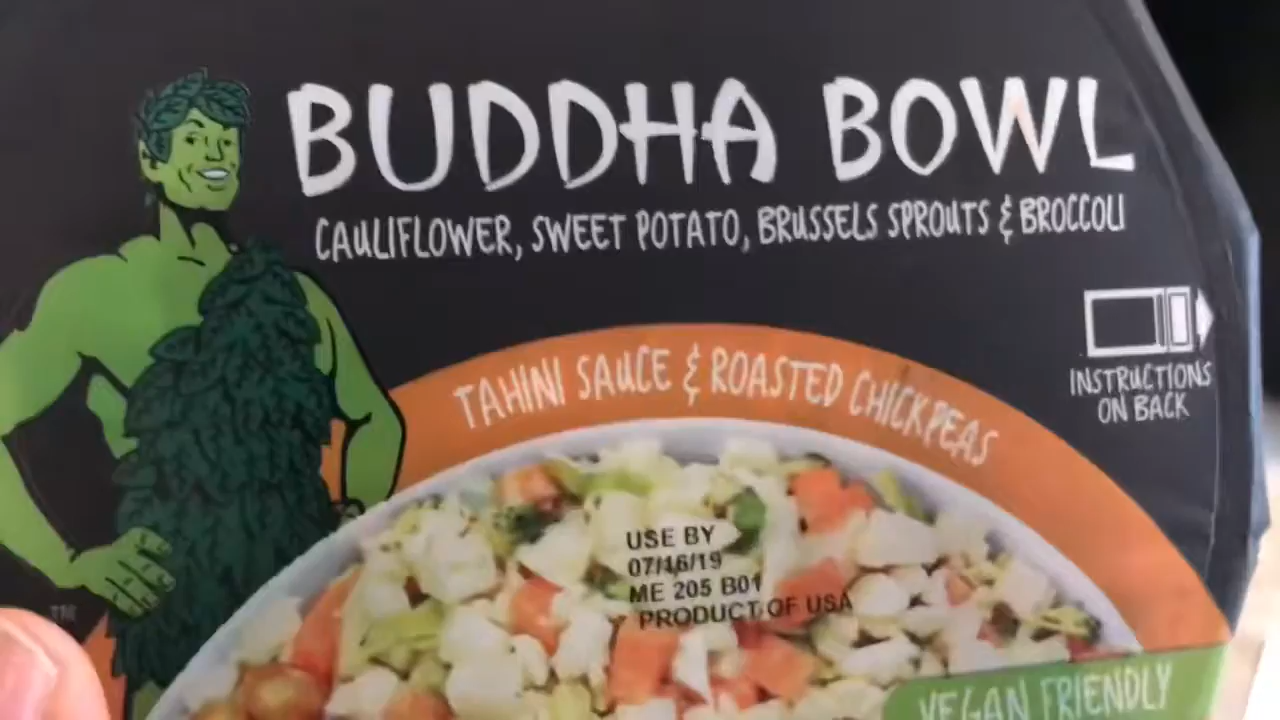 BUDDHA BOWL
CAULIFLOWER, SWEET POTATO, BRUSSELS SPROUTS & BROCCOLI
INSTRUCTIONS
ON BACK
TAHINI SAUCE & ROASTED CHICKPEAS
USE BY
07/16/19
ME 205 B01
PRODUCT OF USA
TM
VEGAN FRIENDLY